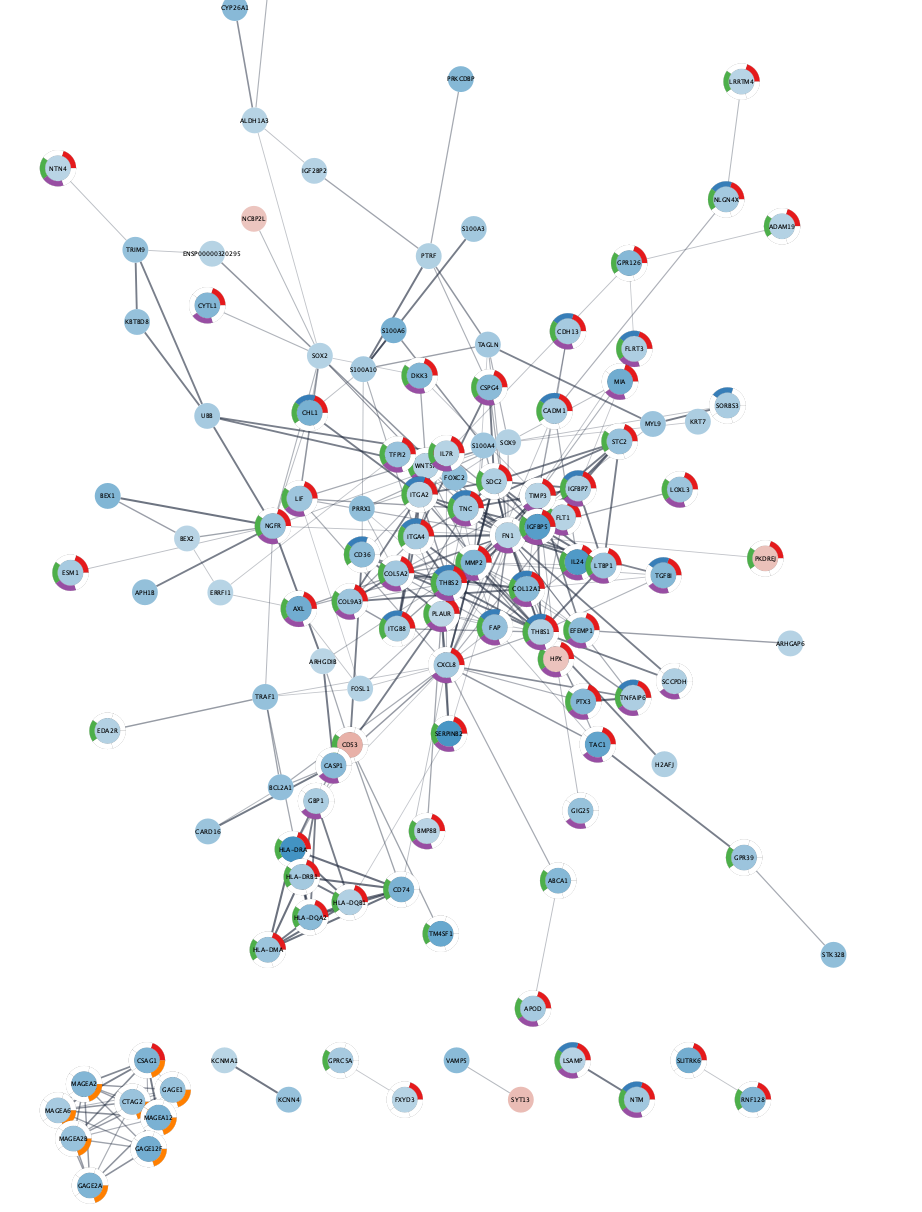 CYP26A1
PRKCDBP
LRRTM4
ALDH1A3
NTN4
IGF2BP2
NLGN4X
NCBP2L
ADAM19
S100A3
TRIM9
ENSP00000320295
PTRF
GPR126
CYTL1
KBTBD8
S100A6
CDH13
TAGLN
FLRT3
SOX2
S100A10
DKK3
MIA
CSPG4
SORBS3
CHL1
UBB
CADM1
MYL9
KRT7
STC2
SOX9
S100A4
TFPI2
IL7R
FOXC2
SDC2
IGFBP7
LOXL3
BEX1
LIF
ITGA2
TIMP3
PRRX1
TNC
FLT1
NGFR
IGFBP5
BEX2
ITGA4
FN1
CD36
PKDREJ
ESM1
MMP2
IL24
LTBP1
COL5A2
TGFBI
APH1B
ERRFI1
THBS2
COL12A1
COL9A3
AXL
PLAUR
ITGB8
FAP
THBS1
EFEMP1
ARHGAP6
ARHGDIB
CXCL8
HPX
SCCPDH
FOSL1
TRAF1
TNFAIP6
PTX3
EDA2R
SERPINB2
CD53
TAC1
CASP1
H2AFJ
BCL2A1
GBP1
GIG25
CARD16
BMP8B
HLA-DRA
GPR39
HLA-DRB1
ABCA1
CD74
HLA-DQB1
HLA-DQA2
TM4SF1
HLA-DMA
STK32B
APOD
CSAG1
KCNMA1
GPRC5A
VAMP5
LSAMP
SLITRK6
MAGEA2
GAGE1
CTAG2
KCNN4
FXYD3
SYT13
NTM
RNF128
MAGEA6
MAGEA12
MAGEA2B
GAGE12F
GAGE2A